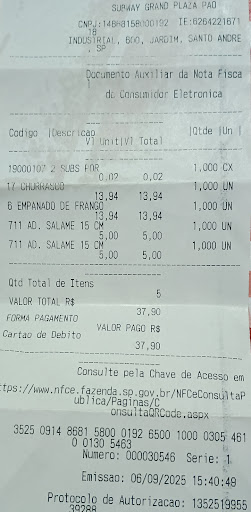 SUBWAY GRAND PLAZA PAO
CNPJ:14868158000192 IE:6264221671
18
INDUSTRIAL, 600, JARDIM, SANTO ANDRE
, SP
Documento Auxiliar da Nota Fisca
do Consumidor Eletronica
Codigo |Descricao |Qtde |Un |
Vl Unit| Vl Total
19000107 2 SUBS POR 1,000 CX
0,02 0,02
17 CHURRASCO 1,000 UN
13,94 13,94
6 EMPANADO DE FRANGO 1,000 UN
13,94 13,94
711 AD. SALAME 15 CM 1,000 UN
5,00 5,00
711 AD. SALAME 15 CM 1,000 UN
5,00 5,00
Qtd Total de Itens 5
VALOR TOTAL R$ 37,90
FORMA PAGAMENTO VALOR PAGO R$
Cartao de Debito 37,90
Consulte pela Chave de Acesso em
ttps://www.nfce.fazenda.sp.gov.br/NFCeConsultaP
ublica/Paginas/C
onsultaQRCode.aspx
3525 0914 8681 5800 0192 6500 1000 0305 461
0 0130 5463
Numero: 000030546 Serie: 1
Emissao: 06/09/2025 15:40:49
Protocolo de Autorizacao: 1352519355
39288